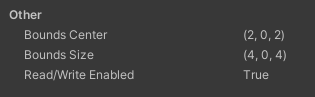 Other
Bounds Center (2, 0, 2)
Bounds Size (4, 0, 4)
Read/Write Enabled True